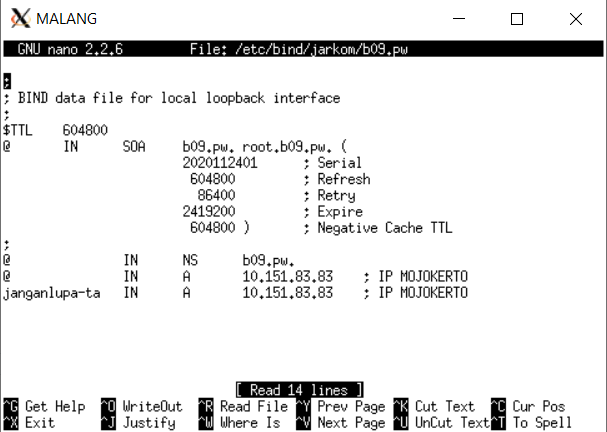 MALANG
GNU nano 2.2.6 File: /etc/bind/jarkom/b09.pw
;
; BIND data file for local loopback interface
;
$TTL 604800
@ IN SOA b09.pw. root.b09.pw. (
2020112401 ; Serial
604800 ; Refresh
86400 ; Retry
2419200 ; Expire
604800 ) ; Negative Cache TTL
;
@ IN NS b09.pw.
@ IN A 10.151.83.83 ; IP MOJOKERTO
janganlupa-ta IN A 10.151.83.83 ; IP MOJOKERTO
[ Read 14 lines ]
^G Get Help ^O WriteOut ^R Read File ^Y Prev Page ^K Cut Text ^C Cur Pos
^X Exit ^J Justify ^W Where Is ^V Next Page ^U UnCut Text ^T To Spell